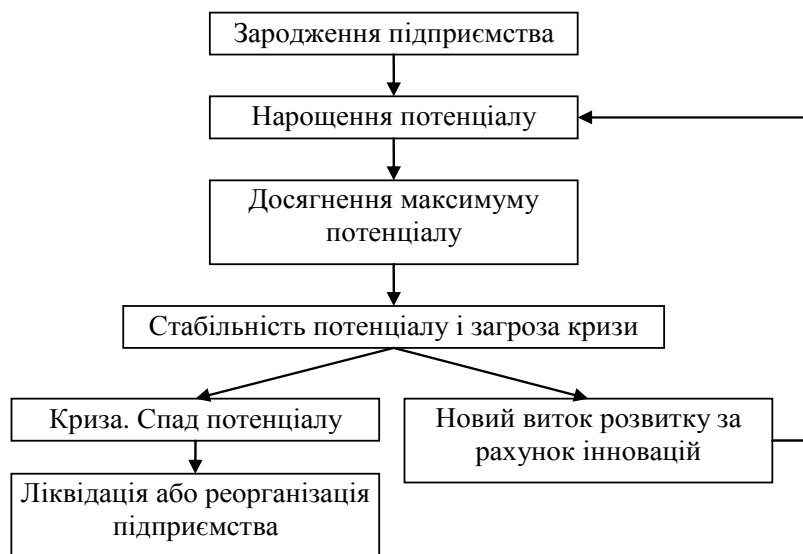 Зародження підприємства
Нарощення потенціалу
Досягнення максимуму
потенціалу
Стабільність потенціалу і загроза кризи
Криза. Спад потенціалу
Новий виток розвитку за
рахунок інновацій
Ліквідація або реорганізація
підприємства